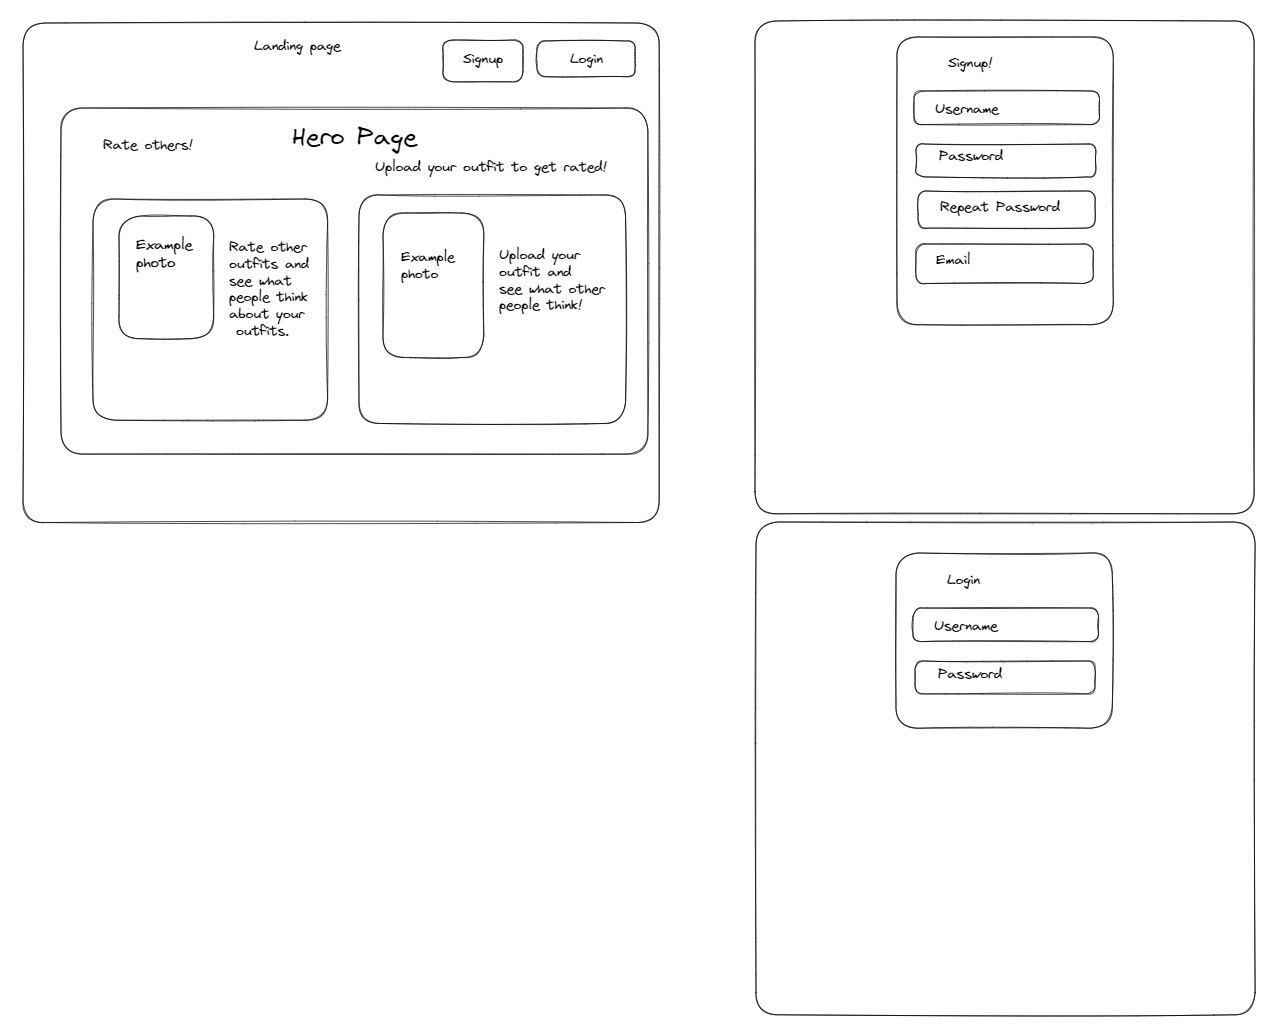 Landing page
Signup
Login
Hero Page
Rate others!
Upload your outfit to get rated!
Example
photo
Rate other
outfits and
see what
people think
about your
outfits.
Example
photo
Upload your
outfit and
see what other
people think!
Signup!
Username
Password
Repeat Password
Email
Login
Username
Password